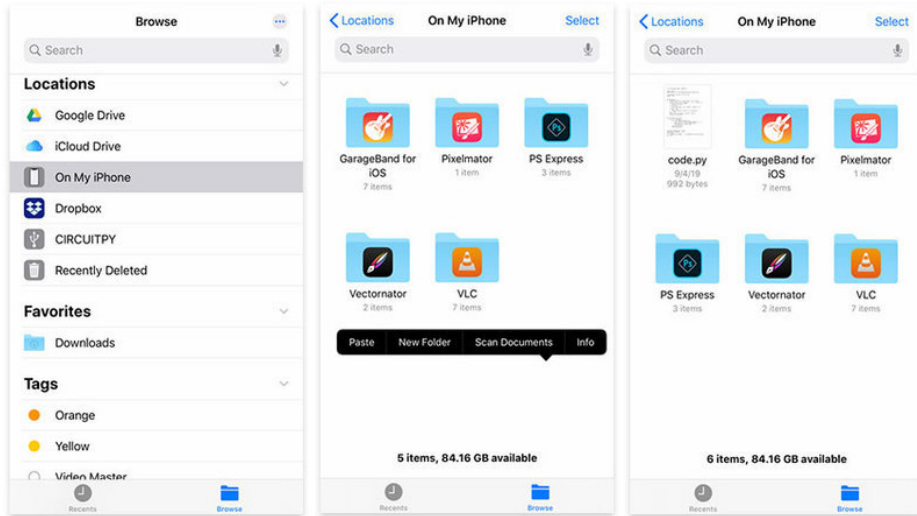 Browse
Search
Locations
Google Drive
iCloud Drive
On My iPhone
Dropbox
CIRCUITPY
Recently Deleted
Favorites
Downloads
Tags
Orange
Yellow
Video Master
Recents
Browse
Locations
On My iPhone
Select
Search
GarageBand for
iOS
7 items
Pixelmator
1 item
Ps
PS Express
3 items
Vectornator
2 items
VLC
7 items
Paste
New Folder
Scan Documents
Info
5 items, 84.16 GB available
Recents
Browse
Locations
On My iPhone
Select
Search
code.py
9/4/19
992 bytes
GarageBand for
iOS
7 items
Pixelmator
1 item
Ps
PS Express
3 items
Vectornator
2 items
VLC
7 items
6 items, 84.16 GB available
Recents
Browse